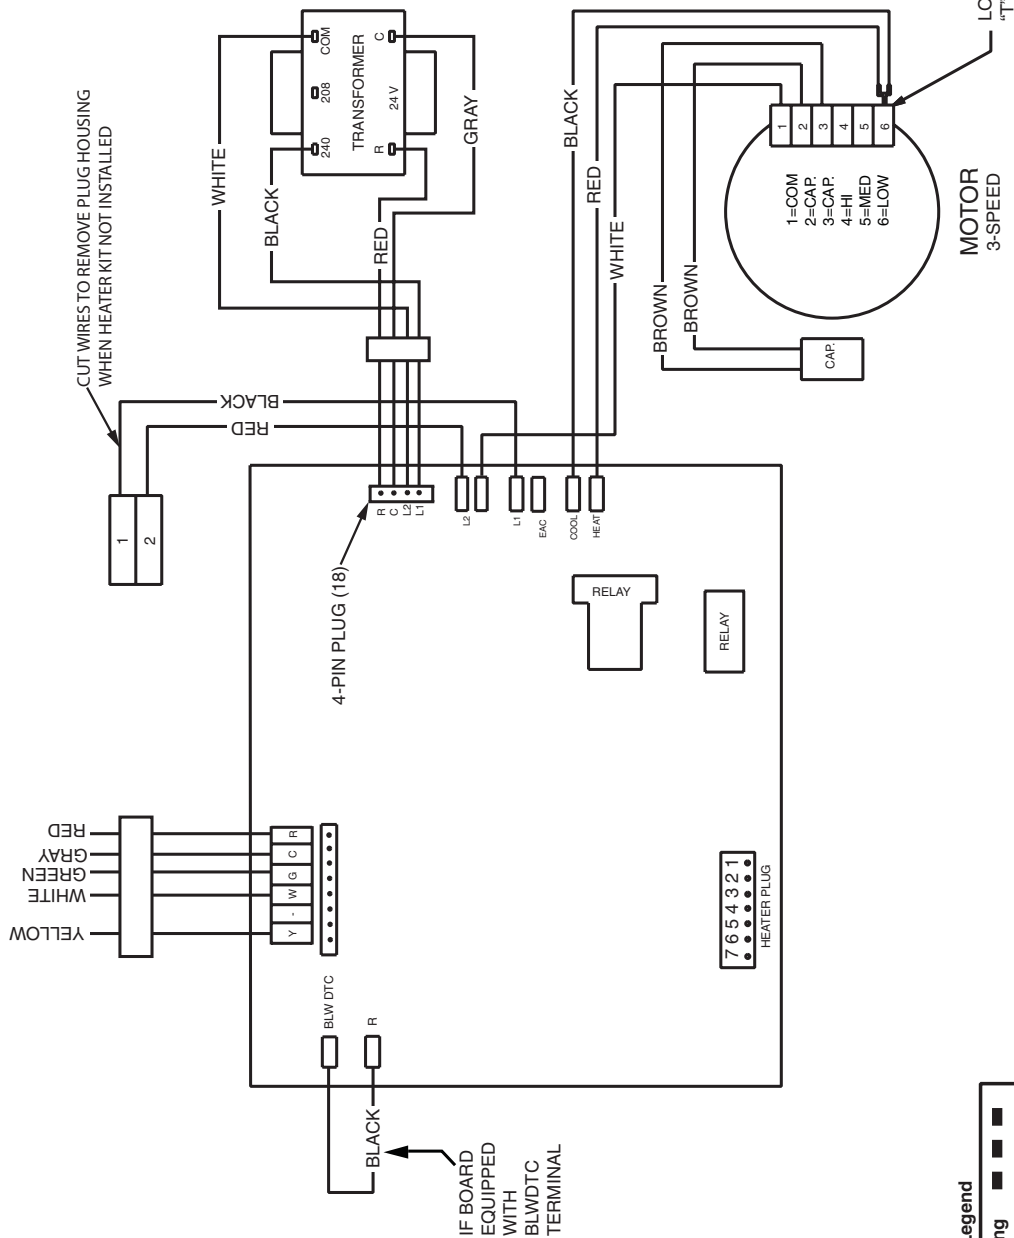 CUT WIRES TO REMOVE PLUG HOUSING
WHEN HEATER KIT NOT INSTALLED
WHITE
BLACK
240
208
COM
TRANSFORMER
R
24 V
C
RED
GRAY
BLACK
RED
1
2
4-PIN PLUG (18)
R
C
L2
L1
L2
L1
EAC
COOL
HEAT
BLACK
RED
WHITE
BROWN
BROWN
CAP.
1
2
3
4
5
6
1=COM
2=CAP.
3=CAP.
4=HI
5=MED
6=LOW
MOTOR
3-SPEED
"T"
RELAY
RELAY
YELLOW
WHITE
GREEN
GRAY
RED
Y
-
W
G
C
R
BLW DTC
R
BLACK
IF BOARD
EQUIPPED
WITH
BLWDTC
TERMINAL
7 6 5 4 3 2 1
HEATER PLUG